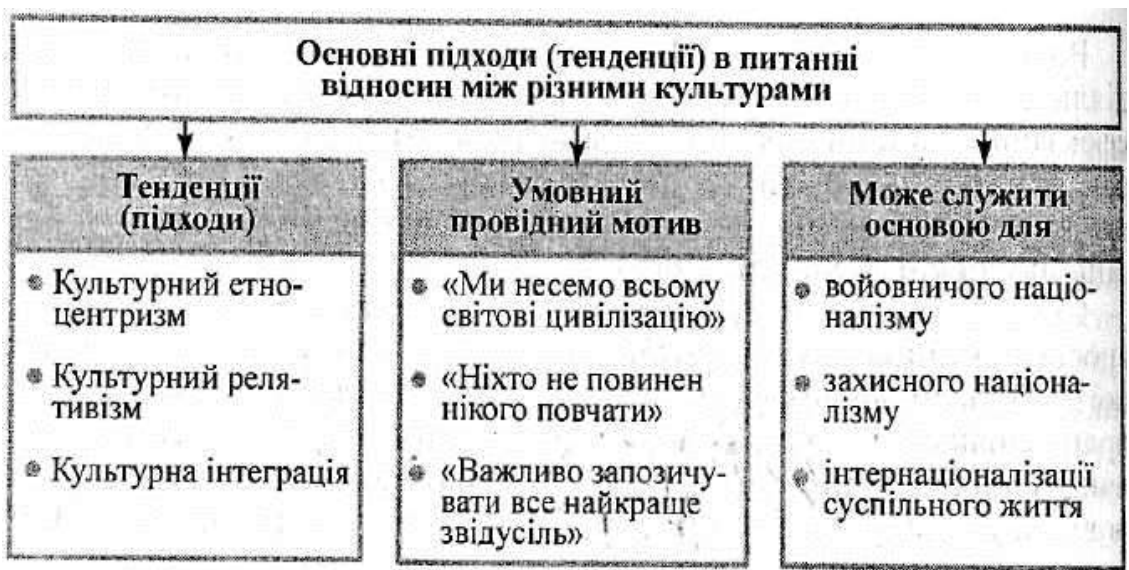 Основні підходи (тенденції) в питанні
відносин між різними культурами
Тенденції
(підходи)
Культурний етно-
центризм
Культурний реля-
тивізм
Культурна інтеграція
Умовний
провідний мотив
«Ми несемо всьому
світові цивілізацію»
«Ніхто не повинен
нікого повчати»
«Важливо запозичу-
вати все найкраще
звідусіль»
Може служити
основою для
войовничого наці-
налізму
захисного націона-
лізму
інтернаціоналізації
суспільного життя